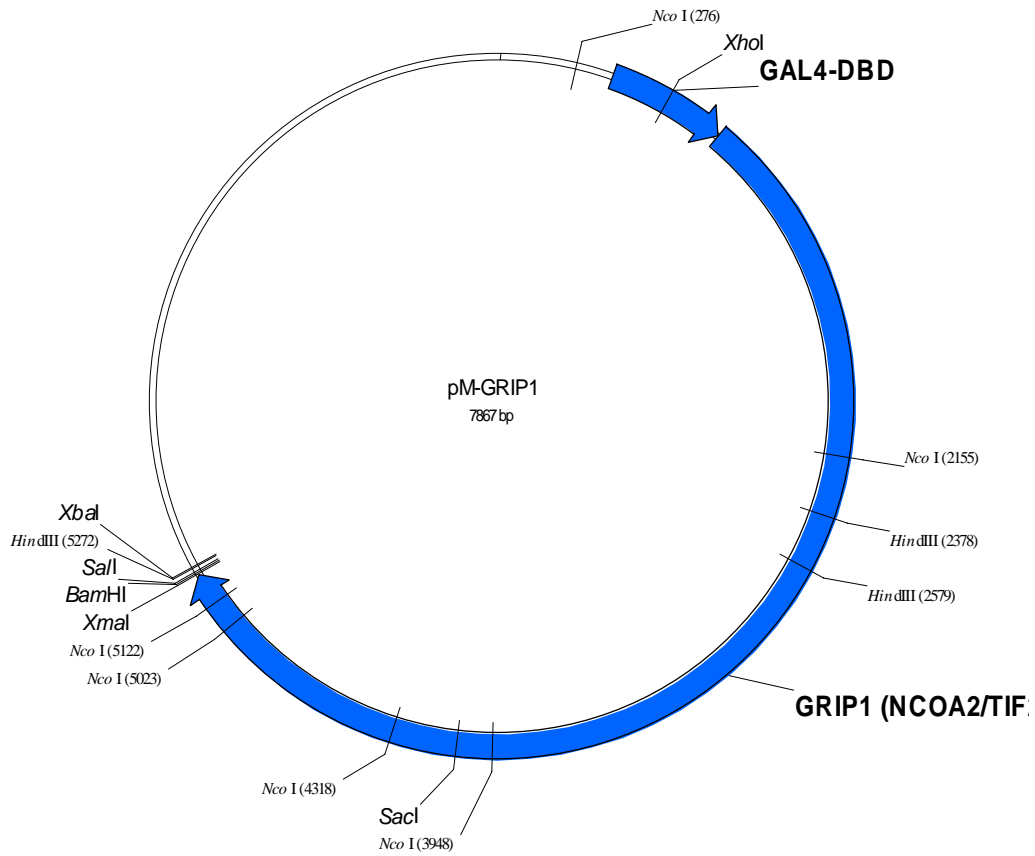 Nco I (276)
XhoI
GAL4-DBD
pM-GRIP1
7867 bp
Nco I (2155)
XbaI
HindIII (5272)
HindIII (2378)
SalI
BamHI
HindIII (2579)
XmaI
Nco I (5122)
Nco I (5023)
GRIP1 (NCOA2/TIF2
Nco I (4318)
SacI
Nco I (3948)